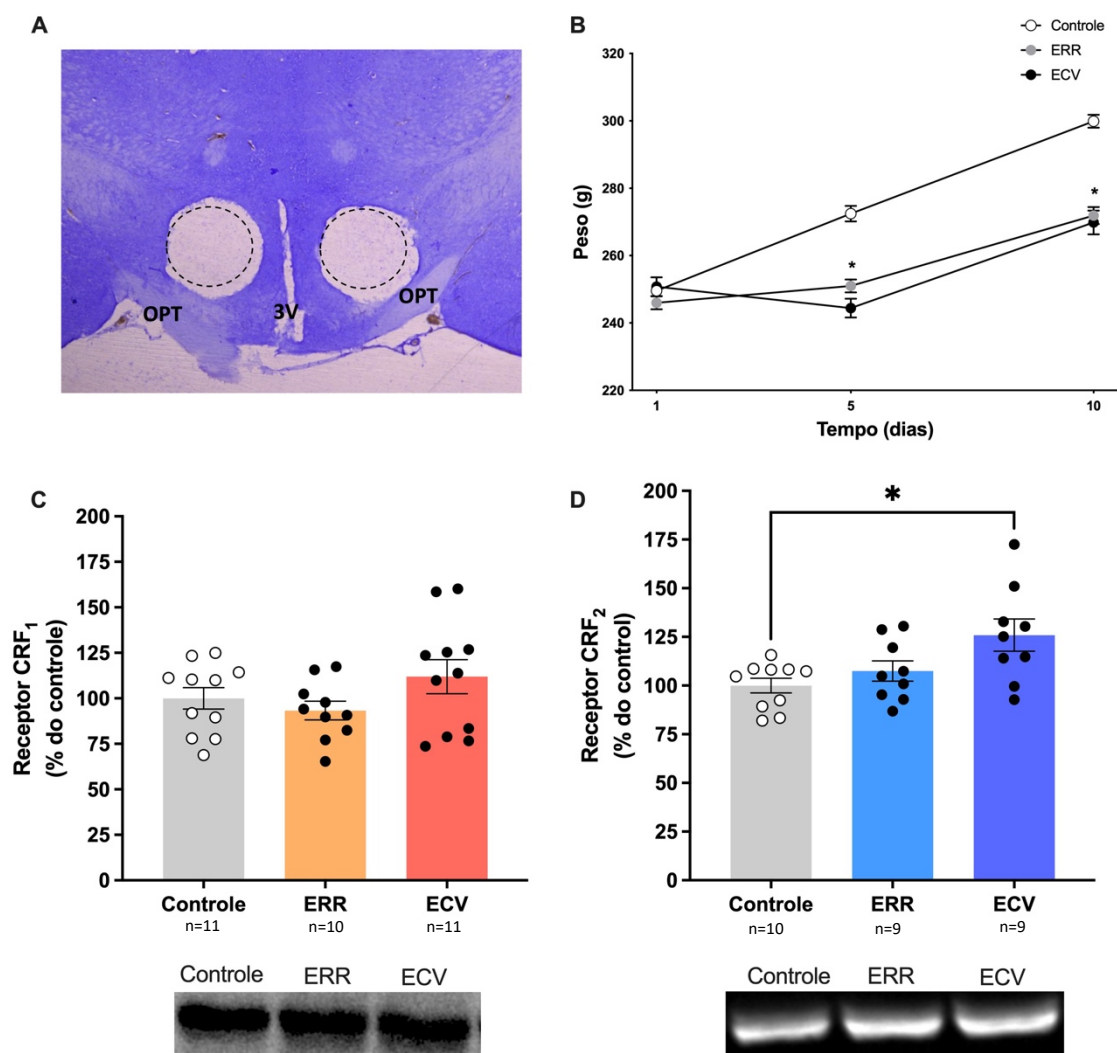 A
OPT
3V
OPT
B
Controle
ERR
ECV
320
300
280
260
240
220
Peso (g)
*
*
1
5
10
Tempo (dias)
C
200
175
150
125
100
75
50
25
0
Receptor CRF1
(% do controle)
Controle
ERR
ECV
n=11
n=10
n=11
Controle
ERR
ECV
D
200
175
150
125
100
75
50
25
0
Receptor CRF2
(% do control)
*
Controle
ERR
ECV
n=10
n=9
n=9
Controle
ERR
ECV